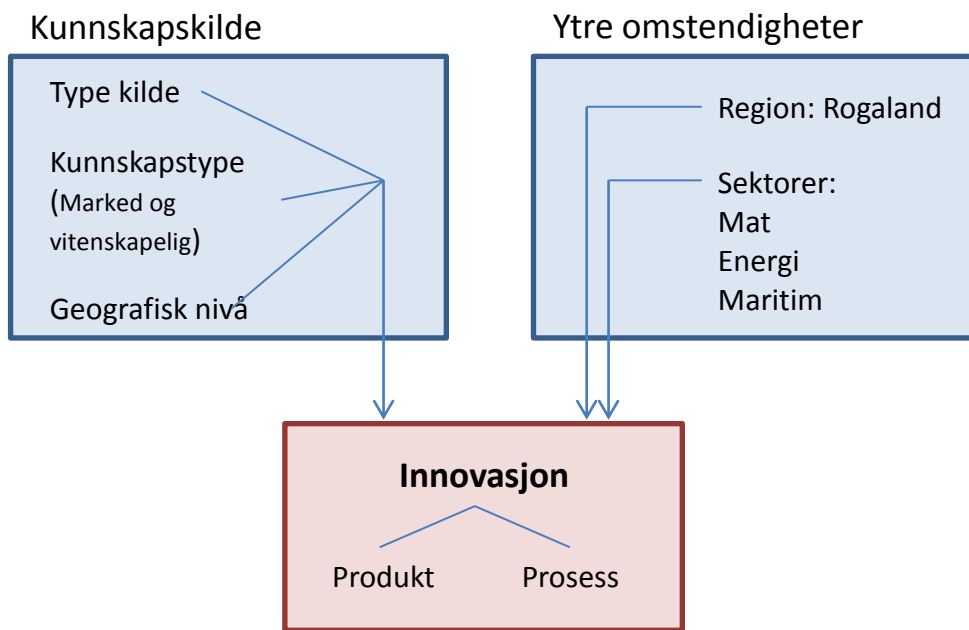 Kunnskapskilde
Type kilde
Kunnskapstype
(Marked og
vitenskapelig)
Geografisk nivå
Ytre omstendigheter
Region: Rogaland
Sektorer:
Mat
Energi
Maritim
Innovasjon
Produkt
Prosess